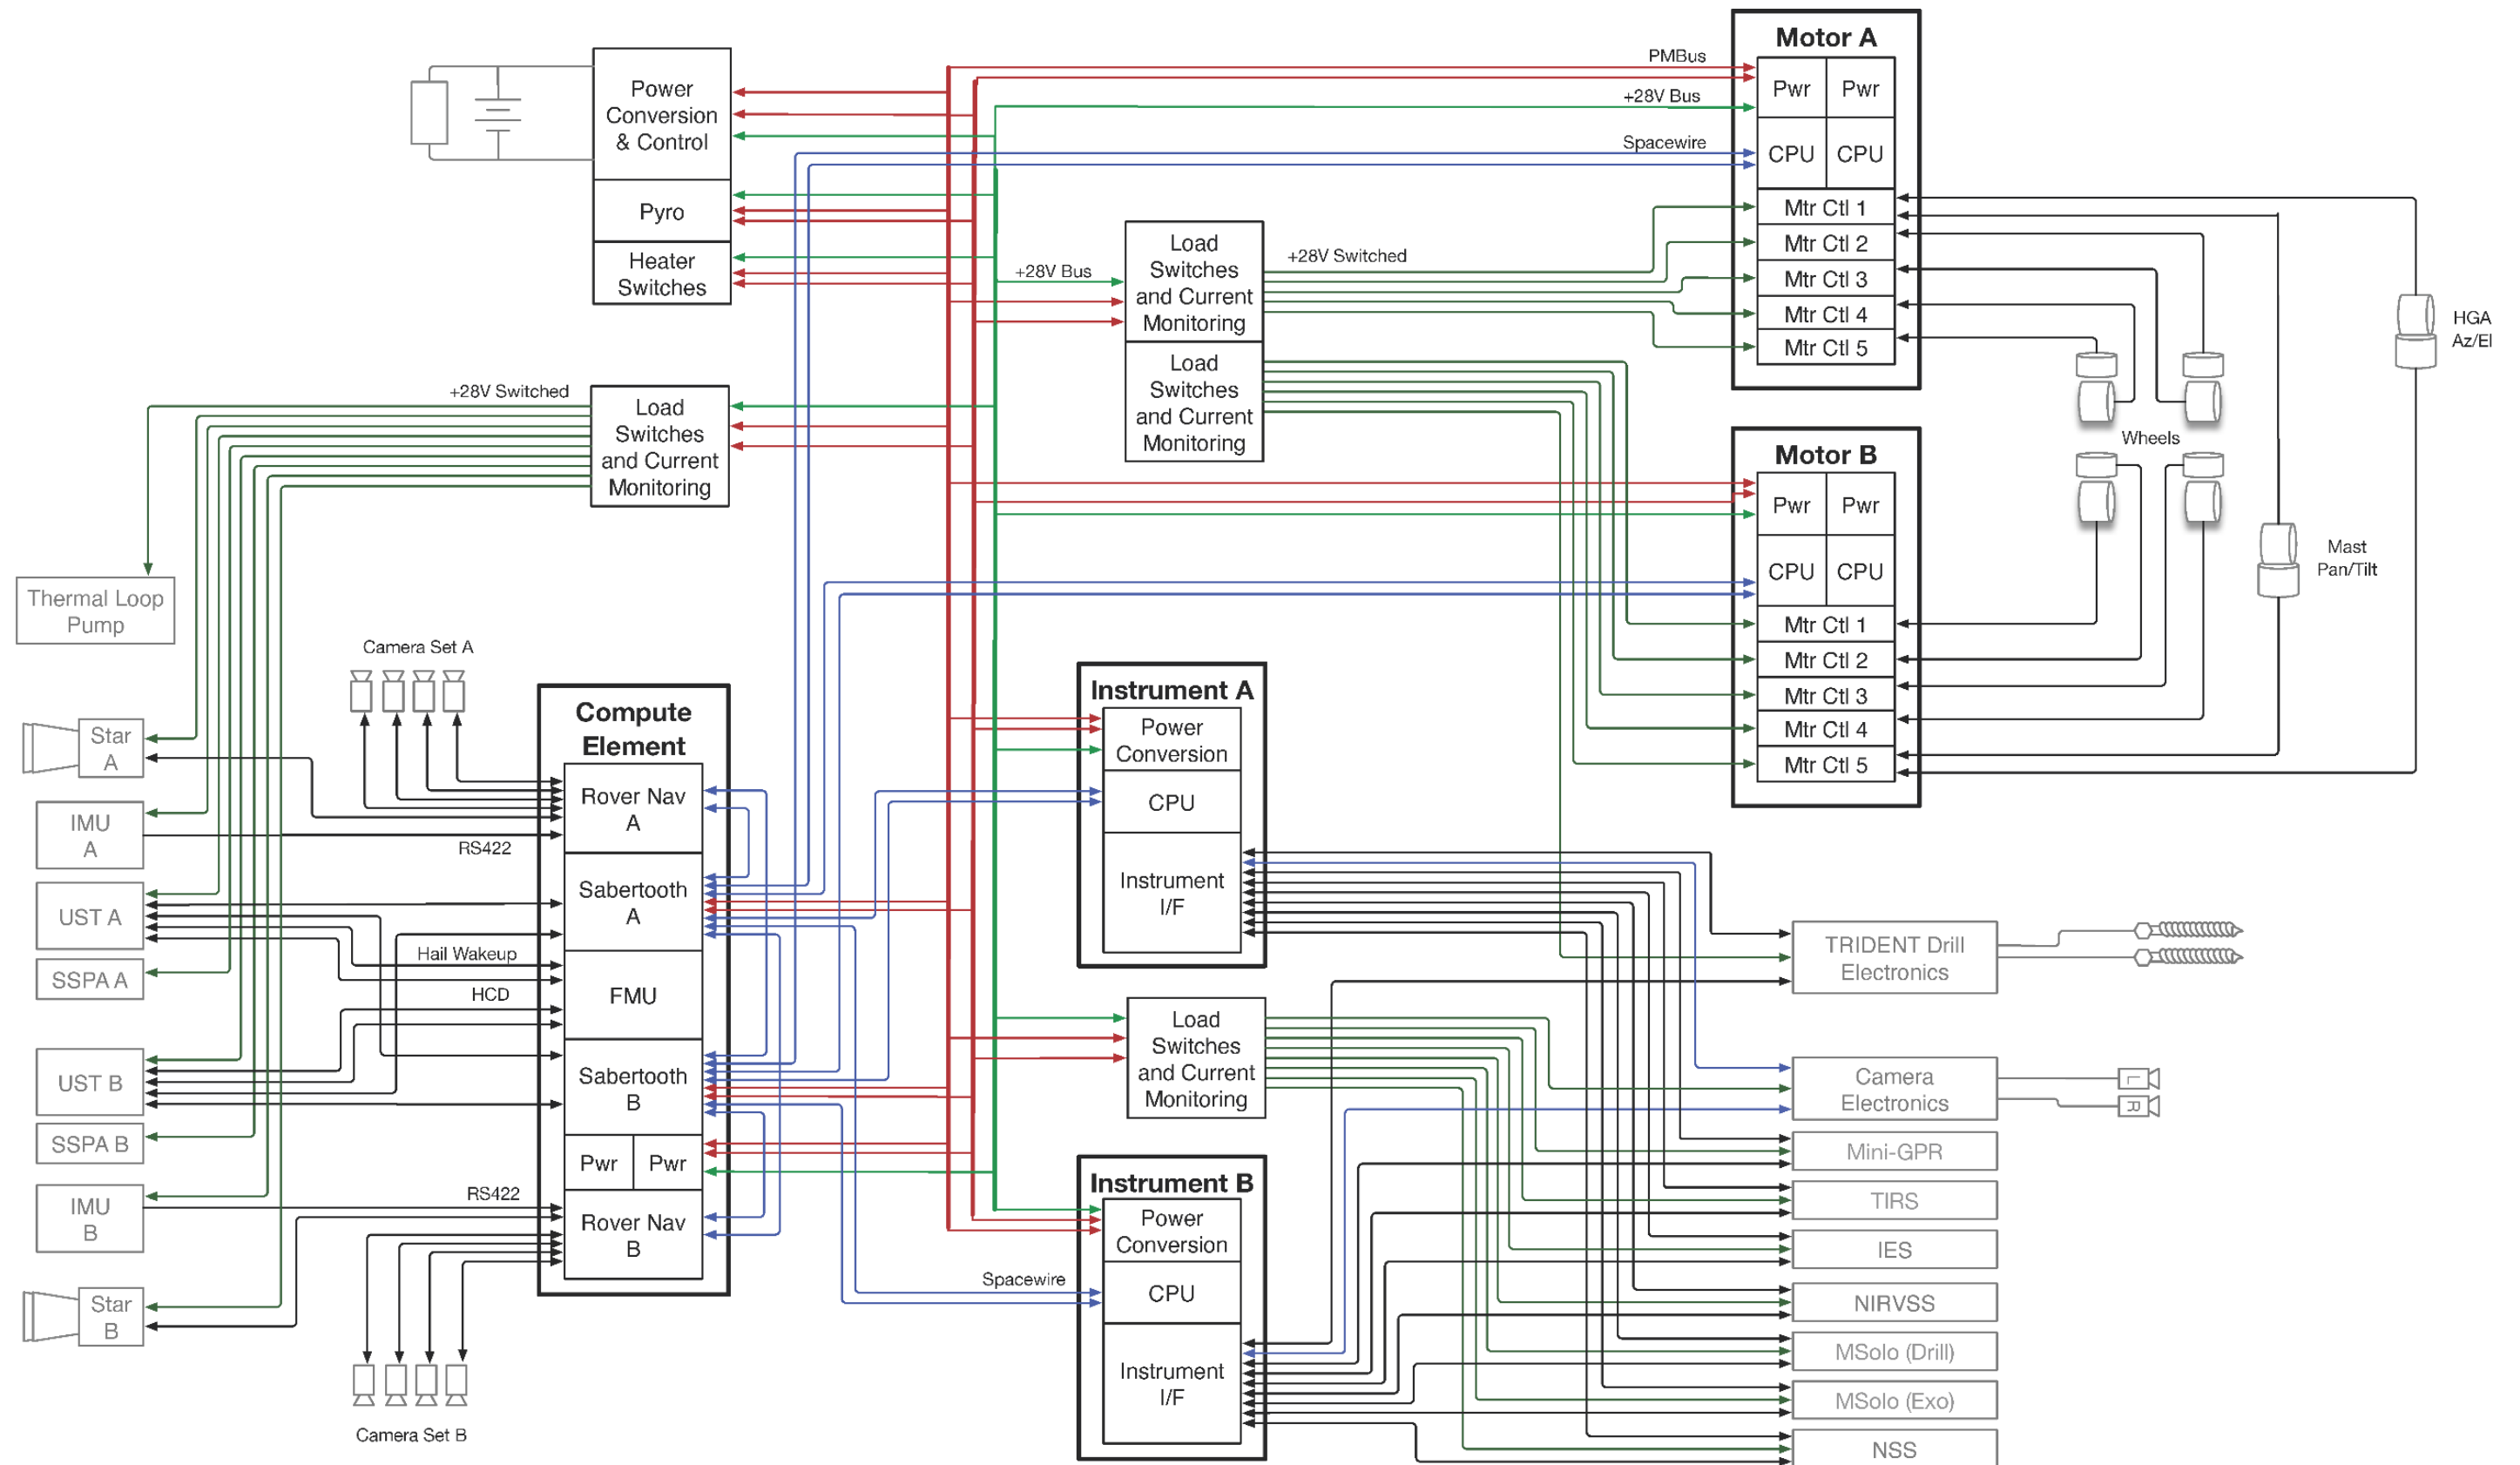 Power
Conversion
& Control
Pyro
Heater
Switches
PMBus
+28V Bus
Spacewire
Motor A
Pwr
Pwr
CPU
CPU
Mtr Ctl 1
Mtr Ctl 2
Mtr Ctl 3
Mtr Ctl 4
Mtr Ctl 5
+28V Bus
Load
Switches
and Current
Monitoring
+28V Switched
Load
Switches
and Current
Monitoring
HGA
Az/El
Wheels
Mast
Pan/Tilt
+28V Switched
Load
Switches
and Current
Monitoring
Motor B
Pwr
Pwr
CPU
CPU
Mtr Ctl 1
Mtr Ctl 2
Mtr Ctl 3
Mtr Ctl 4
Mtr Ctl 5
Thermal Loop
Pump
Camera Set A
Star
A
IMU
A
RS422
UST A
SSPA A
Hail Wakeup
HCD
UST B
SSPA B
IMU
B
RS422
Star
B
Camera Set B
Compute
Element
Rover Nav
A
Sabertooth
A
FMU
Sabertooth
B
Pwr
Pwr
Rover Nav
B
Instrument A
Power
Conversion
CPU
Instrument
I/F
Load
Switches
and Current
Monitoring
Instrument B
Power
Conversion
Spacewire
CPU
Instrument
I/F
TRIDENT Drill
Electronics
Camera
Electronics
L
R
Mini-GPR
TIRS
IES
NIRVSS
MSolo (Drill)
MSolo (Exo)
NSS